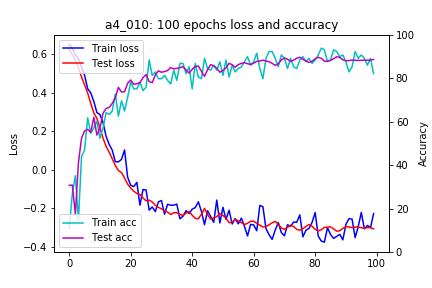 a4_010: 100 epochs loss and accuracy
Train loss
Test loss
Train acc
Test acc
Loss
Accuracy
0.6
0.4
0.2
0.0
−0.2
−0.4
100
80
60
40
20
0
0
20
40
60
80
100